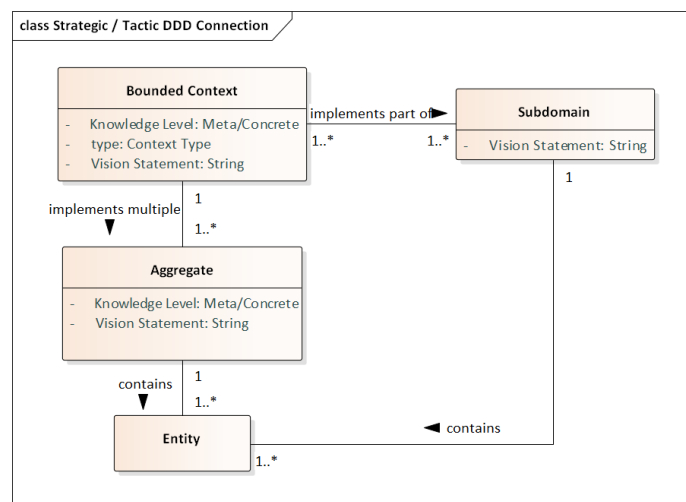 class Strategic / Tactic DDD Connection
Bounded Context
- Knowledge Level: Meta/Concrete
- type: Context Type
- Vision Statement: String
implements part of
1..*
1..*
Subdomain
- Vision Statement: String
1
1
implements multiple
1..*
Aggregate
- Knowledge Level: Meta/Concrete
- Vision Statement: String
1
contains
1..*
Entity
contains
1..*